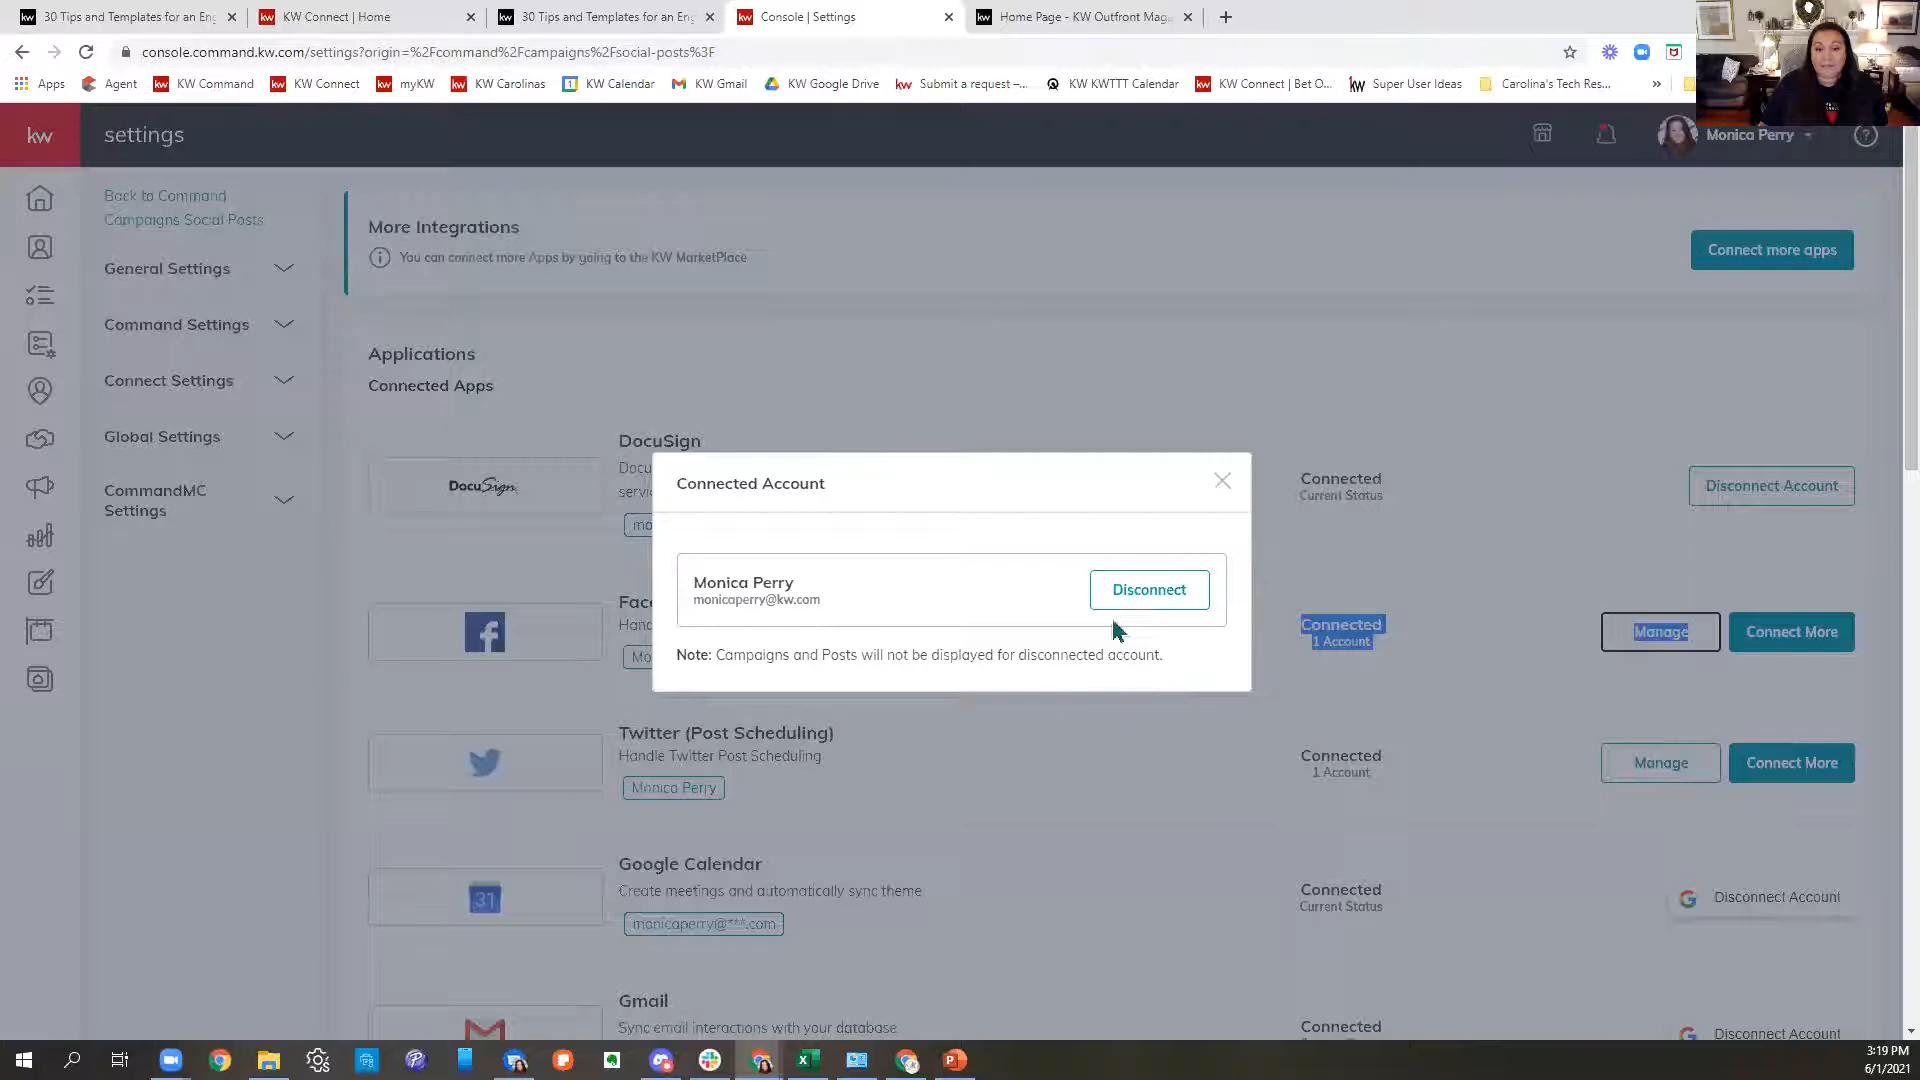 30 Tips and Templates for an Eng
KW Connect | Home
30 Tips and Templates for an Eng
Console | Settings
Home Page - KW Outfront Mag
console.command.kw.com/settings?origin=%2Fcommand%2Fcampaigns%2Fsocial-posts%3F
Apps
Agent
KW Command
KW Connect
myKW
KW Carolinas
KW Calendar
KW Gmail
KW Google Drive
Submit a request –...
KW KWTTT Calendar
KW Connect | Bet O...
Super User Ideas
Carolina's Tech Res...
»
kw
settings
Monica Perry
Back to Command
Campaigns Social Posts
General Settings
Command Settings
Connect Settings
Global Settings
CommandMC
Settings
More Integrations
You can connect more Apps by going to the KW MarketPlace
Connect more apps
Applications
Connected Apps
DocuSign
DocuSign
Docu
servi
mo
Connected
Current Status
Disconnect Account
Connected Account
Monica Perry
monicaperry@kw.com
Disconnect
Note: Campaigns and Posts will not be displayed for disconnected account.
Fac
Hand
Mo
Connected
1 Account
Manage
Connect More
Twitter (Post Scheduling)
Handle Twitter Post Scheduling
Monica Perry
Connected
1 Account
Manage
Connect More
31
Google Calendar
Create meetings and automatically sync theme
monicaperry@***.com
Connected
Current Status
Disconnect Account
Gmail
Sync email interactions with your database
Connected
Disconnect Account
3:19 PM
6/1/2021